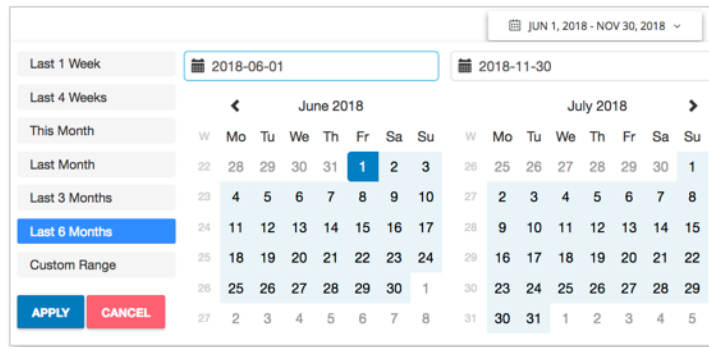 JUN 1, 2018 - NOV 30, 2018
Last 1 Week
Last 4 Weeks
This Month
Last Month
Last 3 Months
Last 6 Months
Custom Range
APPLY CANCEL
2018-06-01
June 2018
W Mo Tu We Th Fr Sa Su
22 28 29 30 31 1 2 3
23 4 5 6 7 8 9 10
24 11 12 13 14 15 16 17
25 18 19 20 21 22 23 24
26 25 26 27 28 29 30 1
27 2 3 4 5 6 7 8
2018-11-30
July 2018
W Mo Tu We Th Fr Sa Su
26 25 26 27 28 29 30 1
27 2 3 4 5 6 7 8
28 9 10 11 12 13 14 15
29 16 17 18 19 20 21 22
30 23 24 25 26 27 28 29
31 30 31 1 2 3 4 5